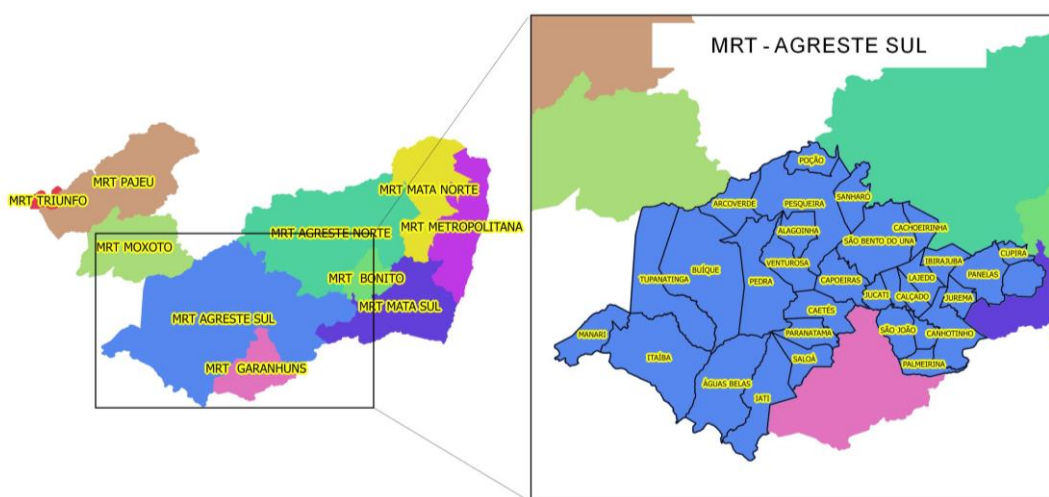 MRT PAJEU
MRT TRIUNFO
MRT MOXOTO
MRT MATA NORTE
MRT METROPOLITANA
MRT AGRESTE NORTE
MRT BONITO
MRT MATA SUL
MRT AGRESTE SUL
MRT GARANHUNS
MRT - AGRESTE SUL
POÇÃO
ARCOVERDE
PESQUEIRA
SANHARÓ
ALAGOINHA
CACHOEIRINHA
SÃO BENTO DO UNA
CUPIRA
IBIRAJUBA
VENTUROSA
BUÍQUE
TUPANATINGA
PEDRA
CAPOEIRAS
LAJEDO
PANELAS
JUCATI
CALÇADO
JUREMA
CAETÉS
MANARI
PARANATAMA
SÃO JOÃO
CANHOTINHO
ITAÍBA
SALOÁ
PALMEIRINA
ÁGUAS BELAS
IATI